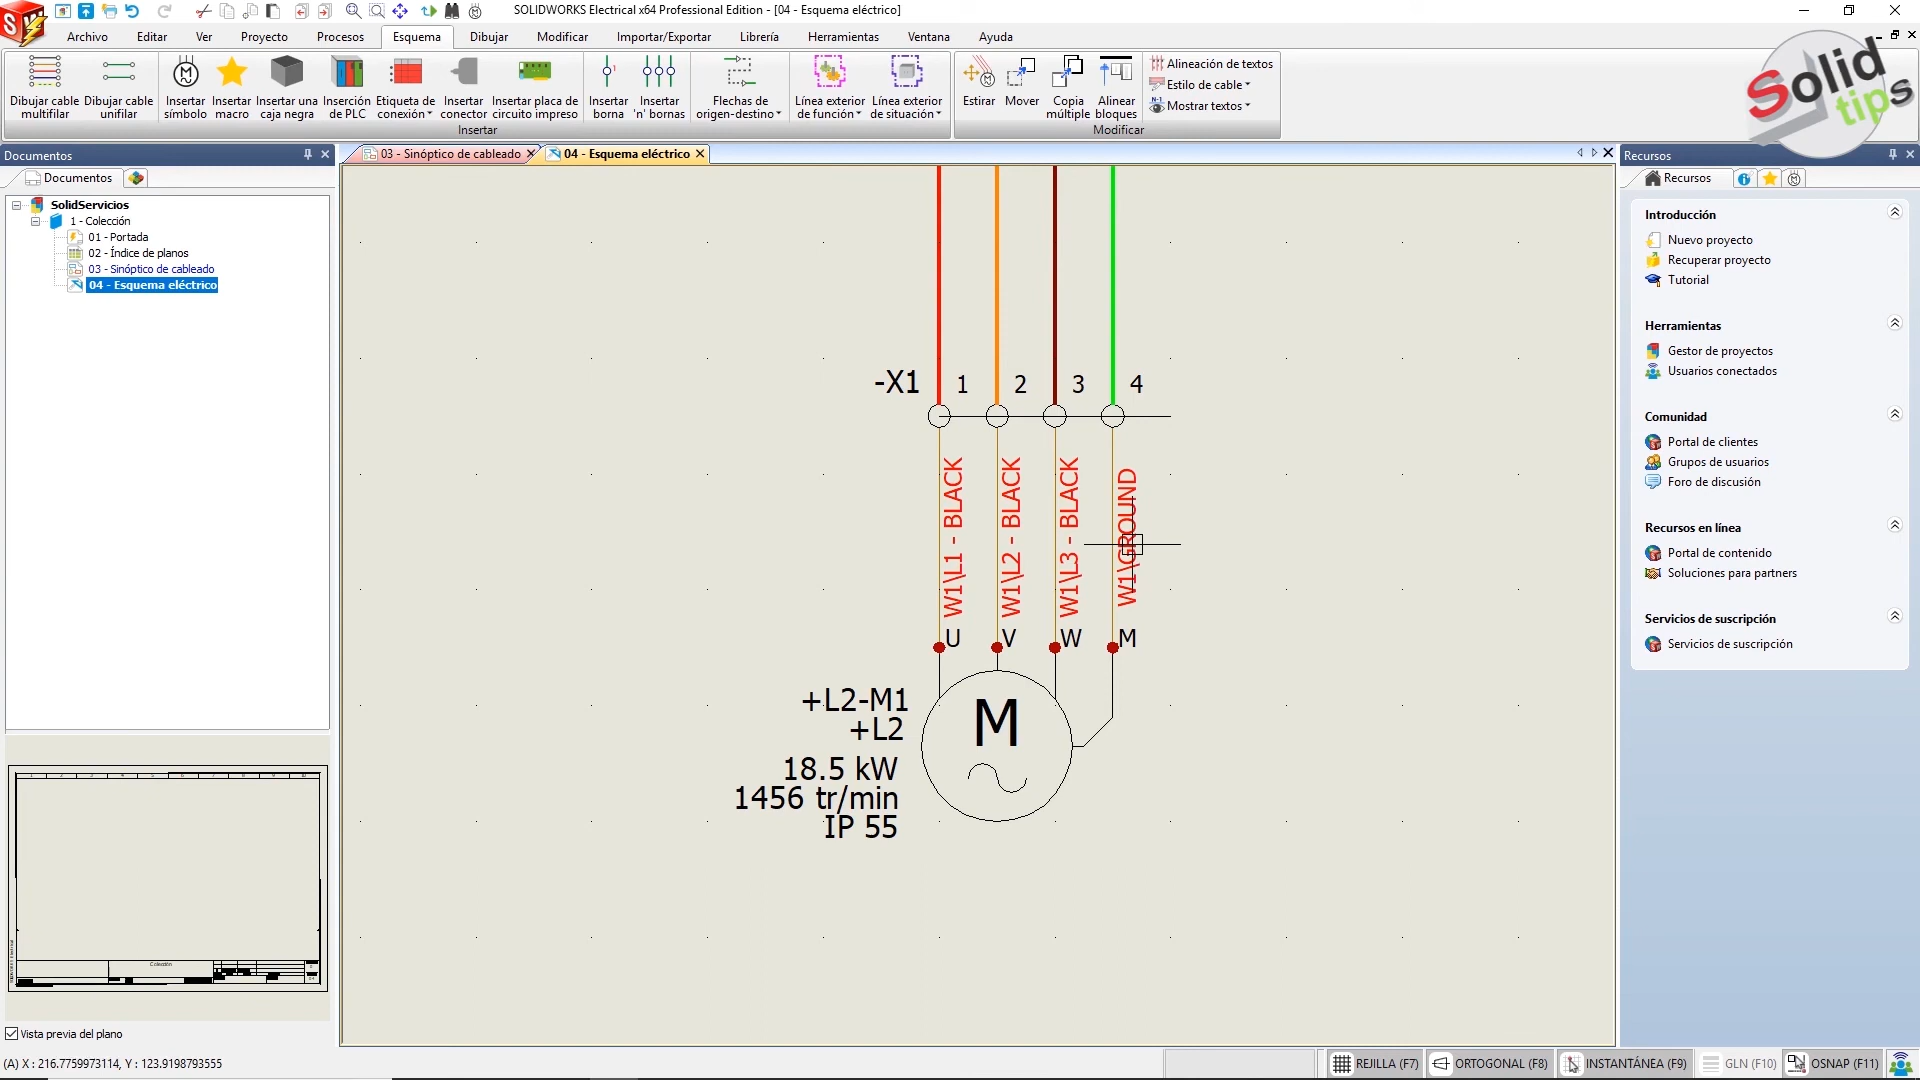 SOLIDWORKS Electrical x64 Professional Edition - [04 - Esquema eléctrico]
Archivo Editar Ver Proyecto Procesos Esquema Dibujar Modificar Importar/Exportar Librería Herramientas Ventana Ayuda
Dibujar cable multifilar
Dibujar cable unifilar
Insertar símbolo
Insertar macro
Insertar una caja negra
Inserción de PLC
Etiqueta de conexión
Insertar conector
Insertar placa de circuito impreso
Insertar borna
Insertar 'n' bornas
Flechas de origen-destino
Línea exterior de función
Línea exterior de situación
Insertar
Estirar
Mover
Copia múltiple
Alinear bloques
Alineación de textos
Estilo de cable
Mostrar textos
Modificar
Solid
tips
Documentos
Documentos
SolidServicios
1 - Colección
01 - Portada
02 - Índice de planos
03 - Sinóptico de cableado
04 - Esquema eléctrico
Vista previa del plano
03 - Sinóptico de cableado
04 - Esquema eléctrico
-X1 1 2 3 4
W1\L1 - BLACK
W1\L2 - BLACK
W1\L3 - BLACK
W1\GROUND
U V W M
+L2-M1
+L2
M
18.5 kW
1456 tr/min
IP 55
Recursos
Recursos
Introducción
Nuevo proyecto
Recuperar proyecto
Tutorial
Herramientas
Gestor de proyectos
Usuarios conectados
Comunidad
Portal de clientes
Grupos de usuarios
Foro de discusión
Recursos en línea
Portal de contenido
Soluciones para partners
Servicios de suscripción
Servicios de suscripción
(A) X : 216.7759973114, Y : 123.9198793555
REJILLA (F7) ORTOGONAL (F8) INSTANTÁNEA (F9) GLN (F10) OSNAP (F11)